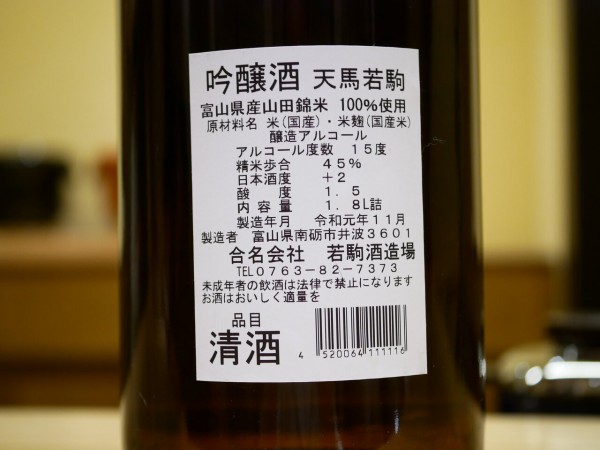 吟醸酒 天馬若駒
富山県産山田錦米 100%使用
原材料名 米(国産)・米麹(国産米)
醸造アルコール
アルコール度数 15度
精米歩合 45%
日本酒度 +2
酸度 1.5
内容量 1.8L詰
製造年月 令和元年11月
製造者 富山県南砺市井波3601
合名会社 若駒酒造場
TEL0763-82-7373
未成年者の飲酒は法律で禁止になります
お酒はおいしく適量を
品目
清酒
4 520064 111116